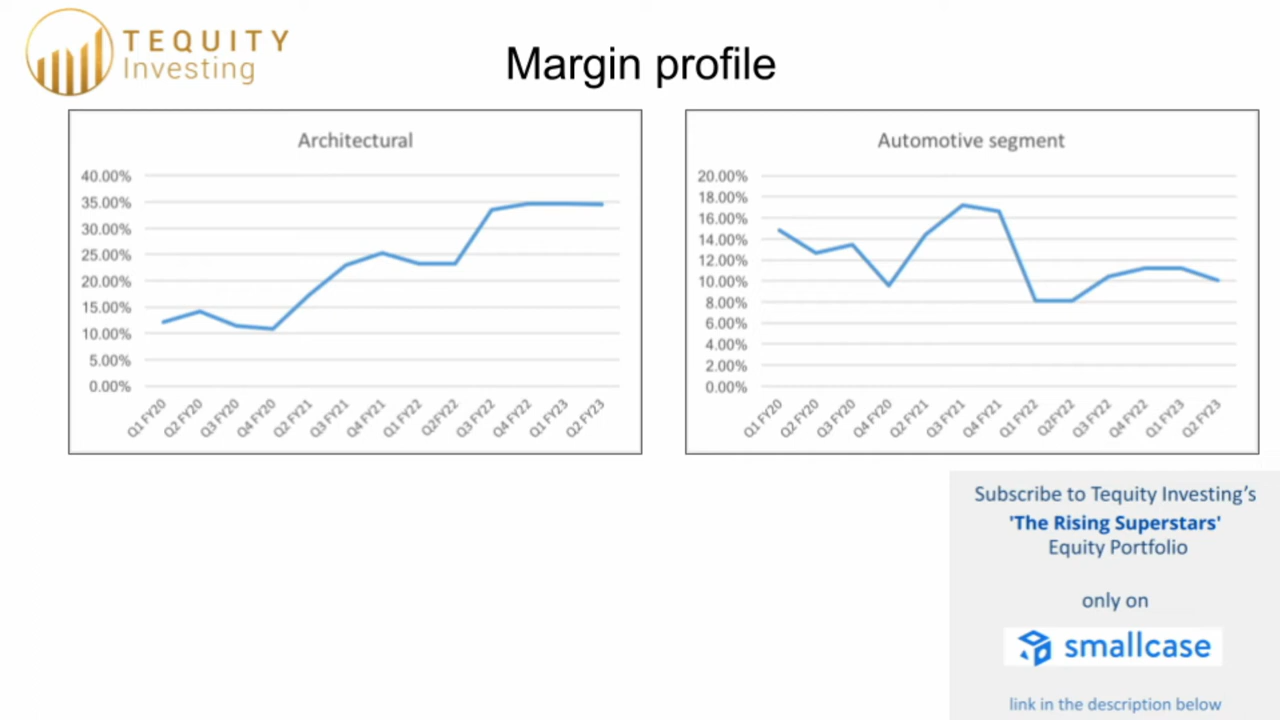 TEQUITY
Investing
Margin profile
Architectural
40.00%
35.00%
30.00%
25.00%
20.00%
15.00%
10.00%
5.00%
0.00%
Q1 FY20
Q2 FY20
Q3 FY20
Q4 FY20
Q2 FY21
Q3 FY21
Q4 FY21
Q1 FY22
Q2FY22
Q3 FY22
Q4 FY22
Q1 FY23
Q2 FY23
Automotive segment
20.00%
18.00%
16.00%
14.00%
12.00%
10.00%
8.00%
6.00%
4.00%
2.00%
0.00%
Q1 FY20
Q2 FY20
Q3 FY20
Q4 FY20
Q2 FY21
Q3 FY21
Q4 FY21
Q1 FY22
Q2FY22
Q3 FY22
Q4 FY22
Q1 FY23
Q2 FY23
Subscribe to Tequity Investing's
'The Rising Superstars'
Equity Portfolio
only on
smallcase
link in the description below